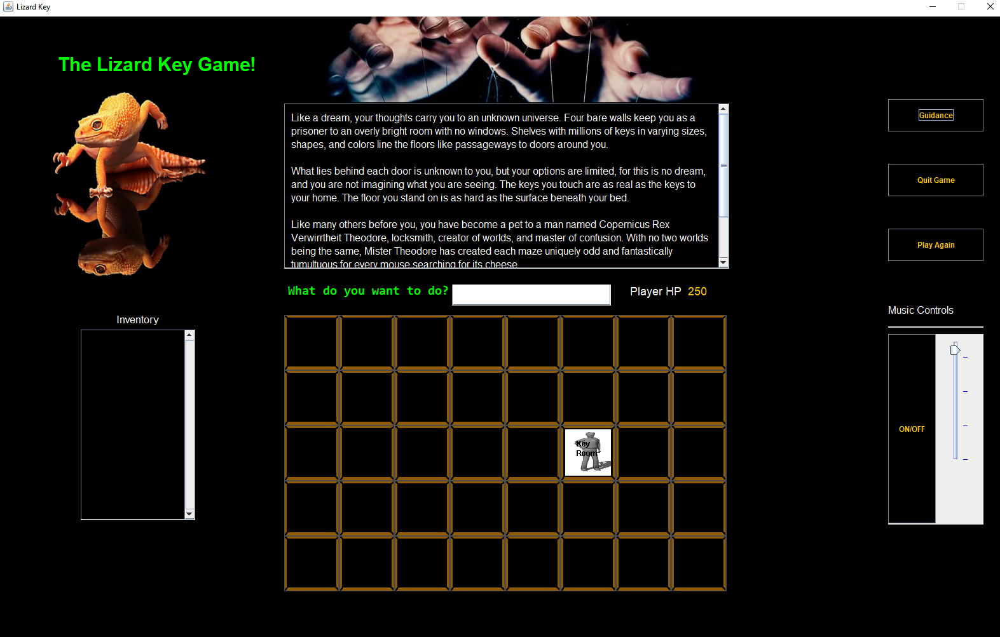 Lizard Key
The Lizard Key Game!
Like a dream, your thoughts carry you to an unknown universe. Four bare walls keep you as a
prisoner to an overly bright room with no windows. Shelves with millions of keys in varying sizes,
shapes, and colors line the floors like passageways to doors around you.
What lies behind each door is unknown to you, but your options are limited, for this is no dream,
and you are not imagining what you are seeing. The keys you touch are as real as the keys to
your home. The floor you stand on is as hard as the surface beneath your bed.
Like many others before you, you have become a pet to a man named Copernicus Rex
Verwirrtheit Theodore, locksmith, creator of worlds, and master of confusion. With no two worlds
being the same, Mister Theodore has created each maze uniquely odd and fantastically
tumultuous for every mouse searching for its cheese
What do you want to do?
Player HP 250
Inventory
Key
Room
Guidance
Quit Game
Play Again
Music Controls
ON/OFF